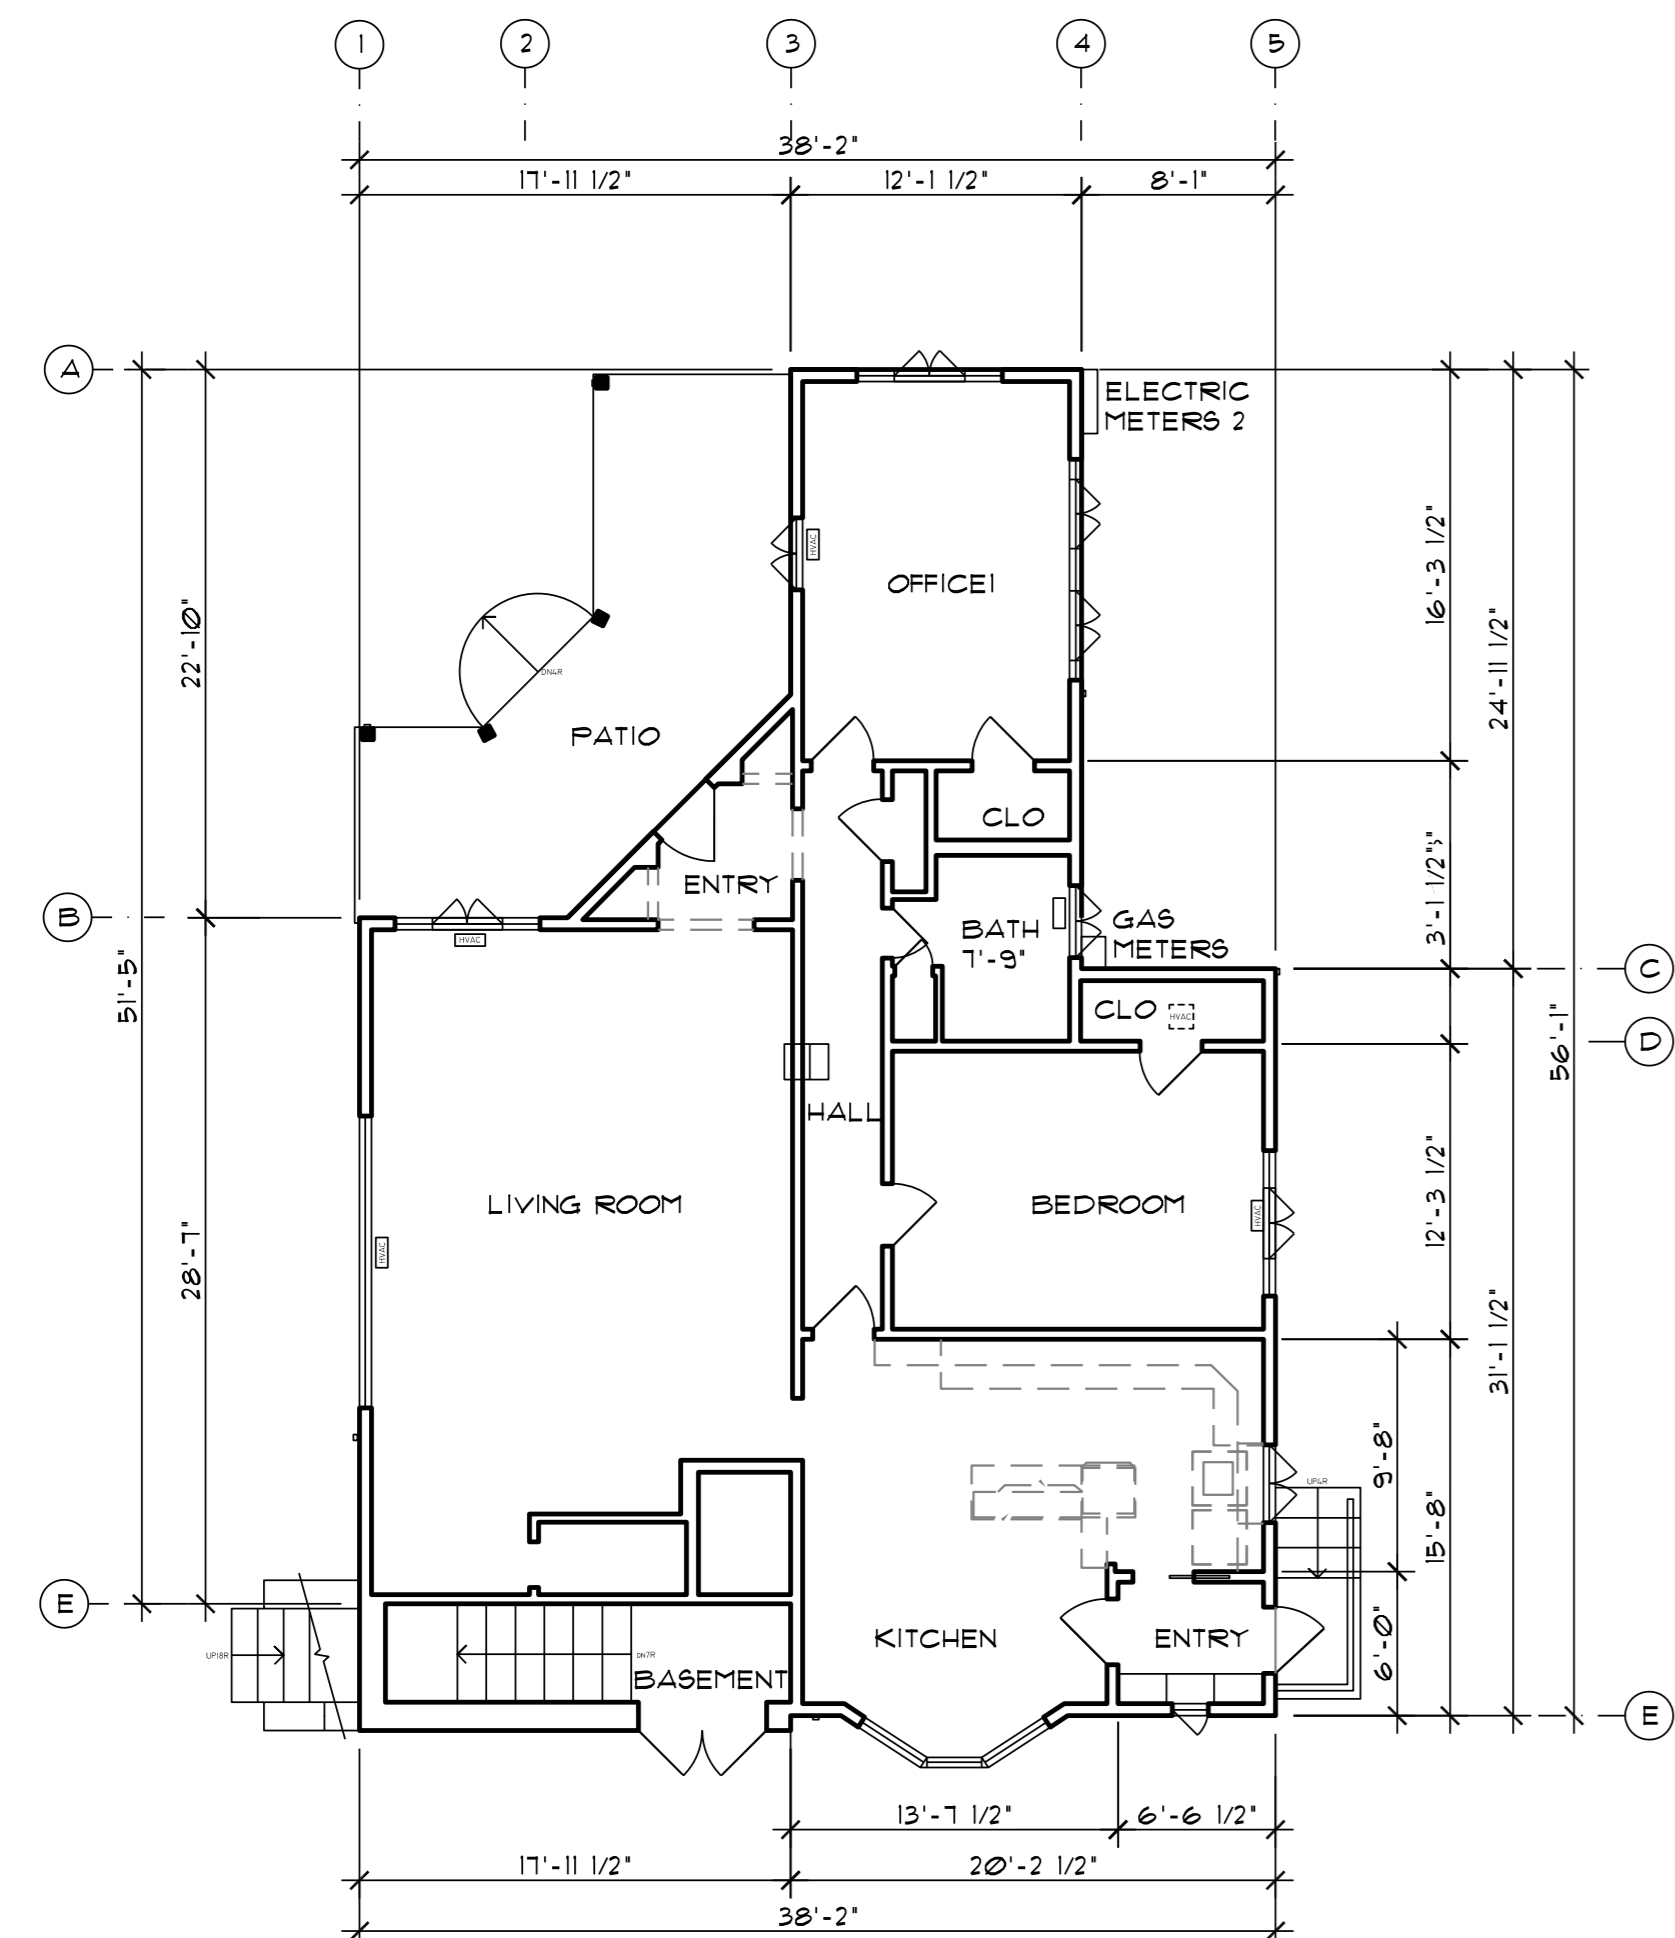 1 2 3 4 5
38'-2"
17'-11 1/2" 12'-1 1/2" 8'-1"
A
ELECTRIC
METERS 2
HVAC
OFFICE1
16'-3 1/2"
22'-10"
24'-11 1/2"
DN4R
PATIO
CLO
3'-1 1/2";
ENTRY
B
HVAC
BATH
7'-9"
GAS
METERS
C
51'-5"
CLO
HVAC
D
56'-1"
HALL
LIVING ROOM
BEDROOM
HVAC
12'-3 1/2"
HVAC
28'-7"
31'-1 1/2"
9'-8"
UP4R
15'-8"
E
KITCHEN
ENTRY
6'-0"
UP18R
DN7R
BASEMENT
E
13'-7 1/2" 6'-6 1/2"
17'-11 1/2" 20'-2 1/2"
38'-2"